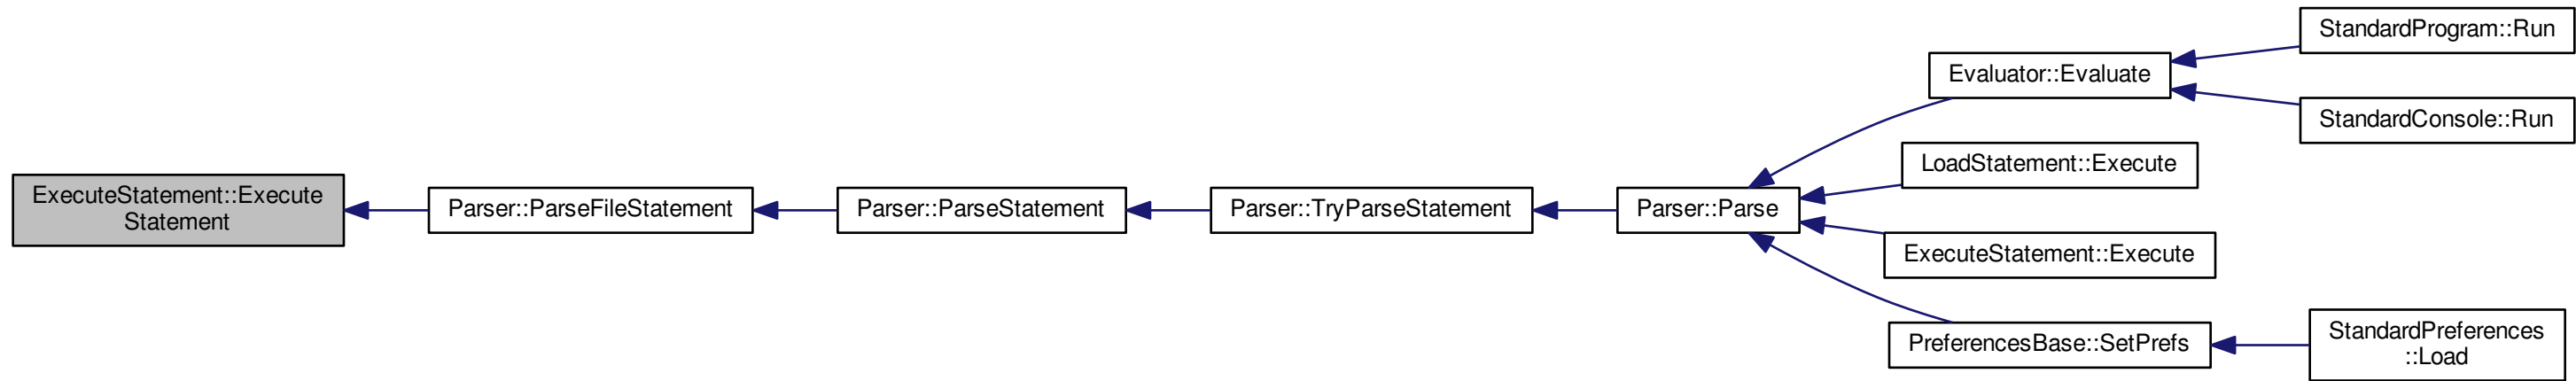 ExecuteStatement::Execute
Statement
Parser::ParseFileStatement
Parser::ParseStatement
Parser::TryParseStatement
Parser::Parse
Evaluator::Evaluate
StandardProgram::Run
StandardConsole::Run
LoadStatement::Execute
ExecuteStatement::Execute
PreferencesBase::SetPrefs
StandardPreferences
::Load